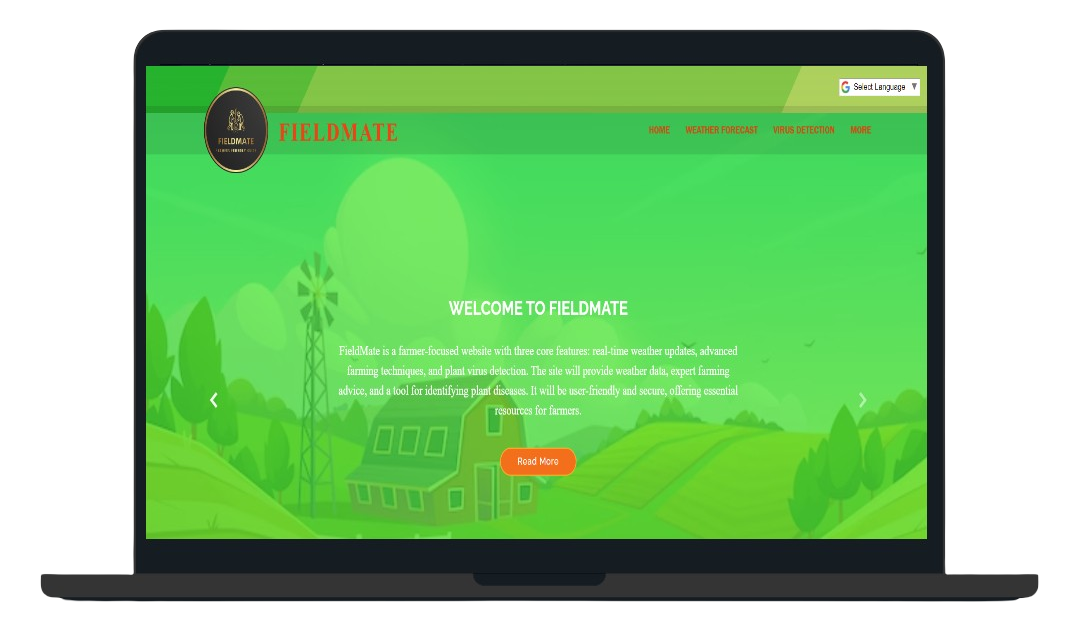 Select Language
FIELDMATE
FIELDMATE
HOME WEATHER FORECAST VIRUS DETECTION MORE
WELCOME TO FIELDMATE
FieldMate is a farmer-focused website with three core features: real-time weather updates, advanced
farming techniques, and plant virus detection. The site will provide weather data, expert farming
advice, and a tool for identifying plant diseases. It will be user-friendly and secure, offering essential
resources for farmers.
Read More